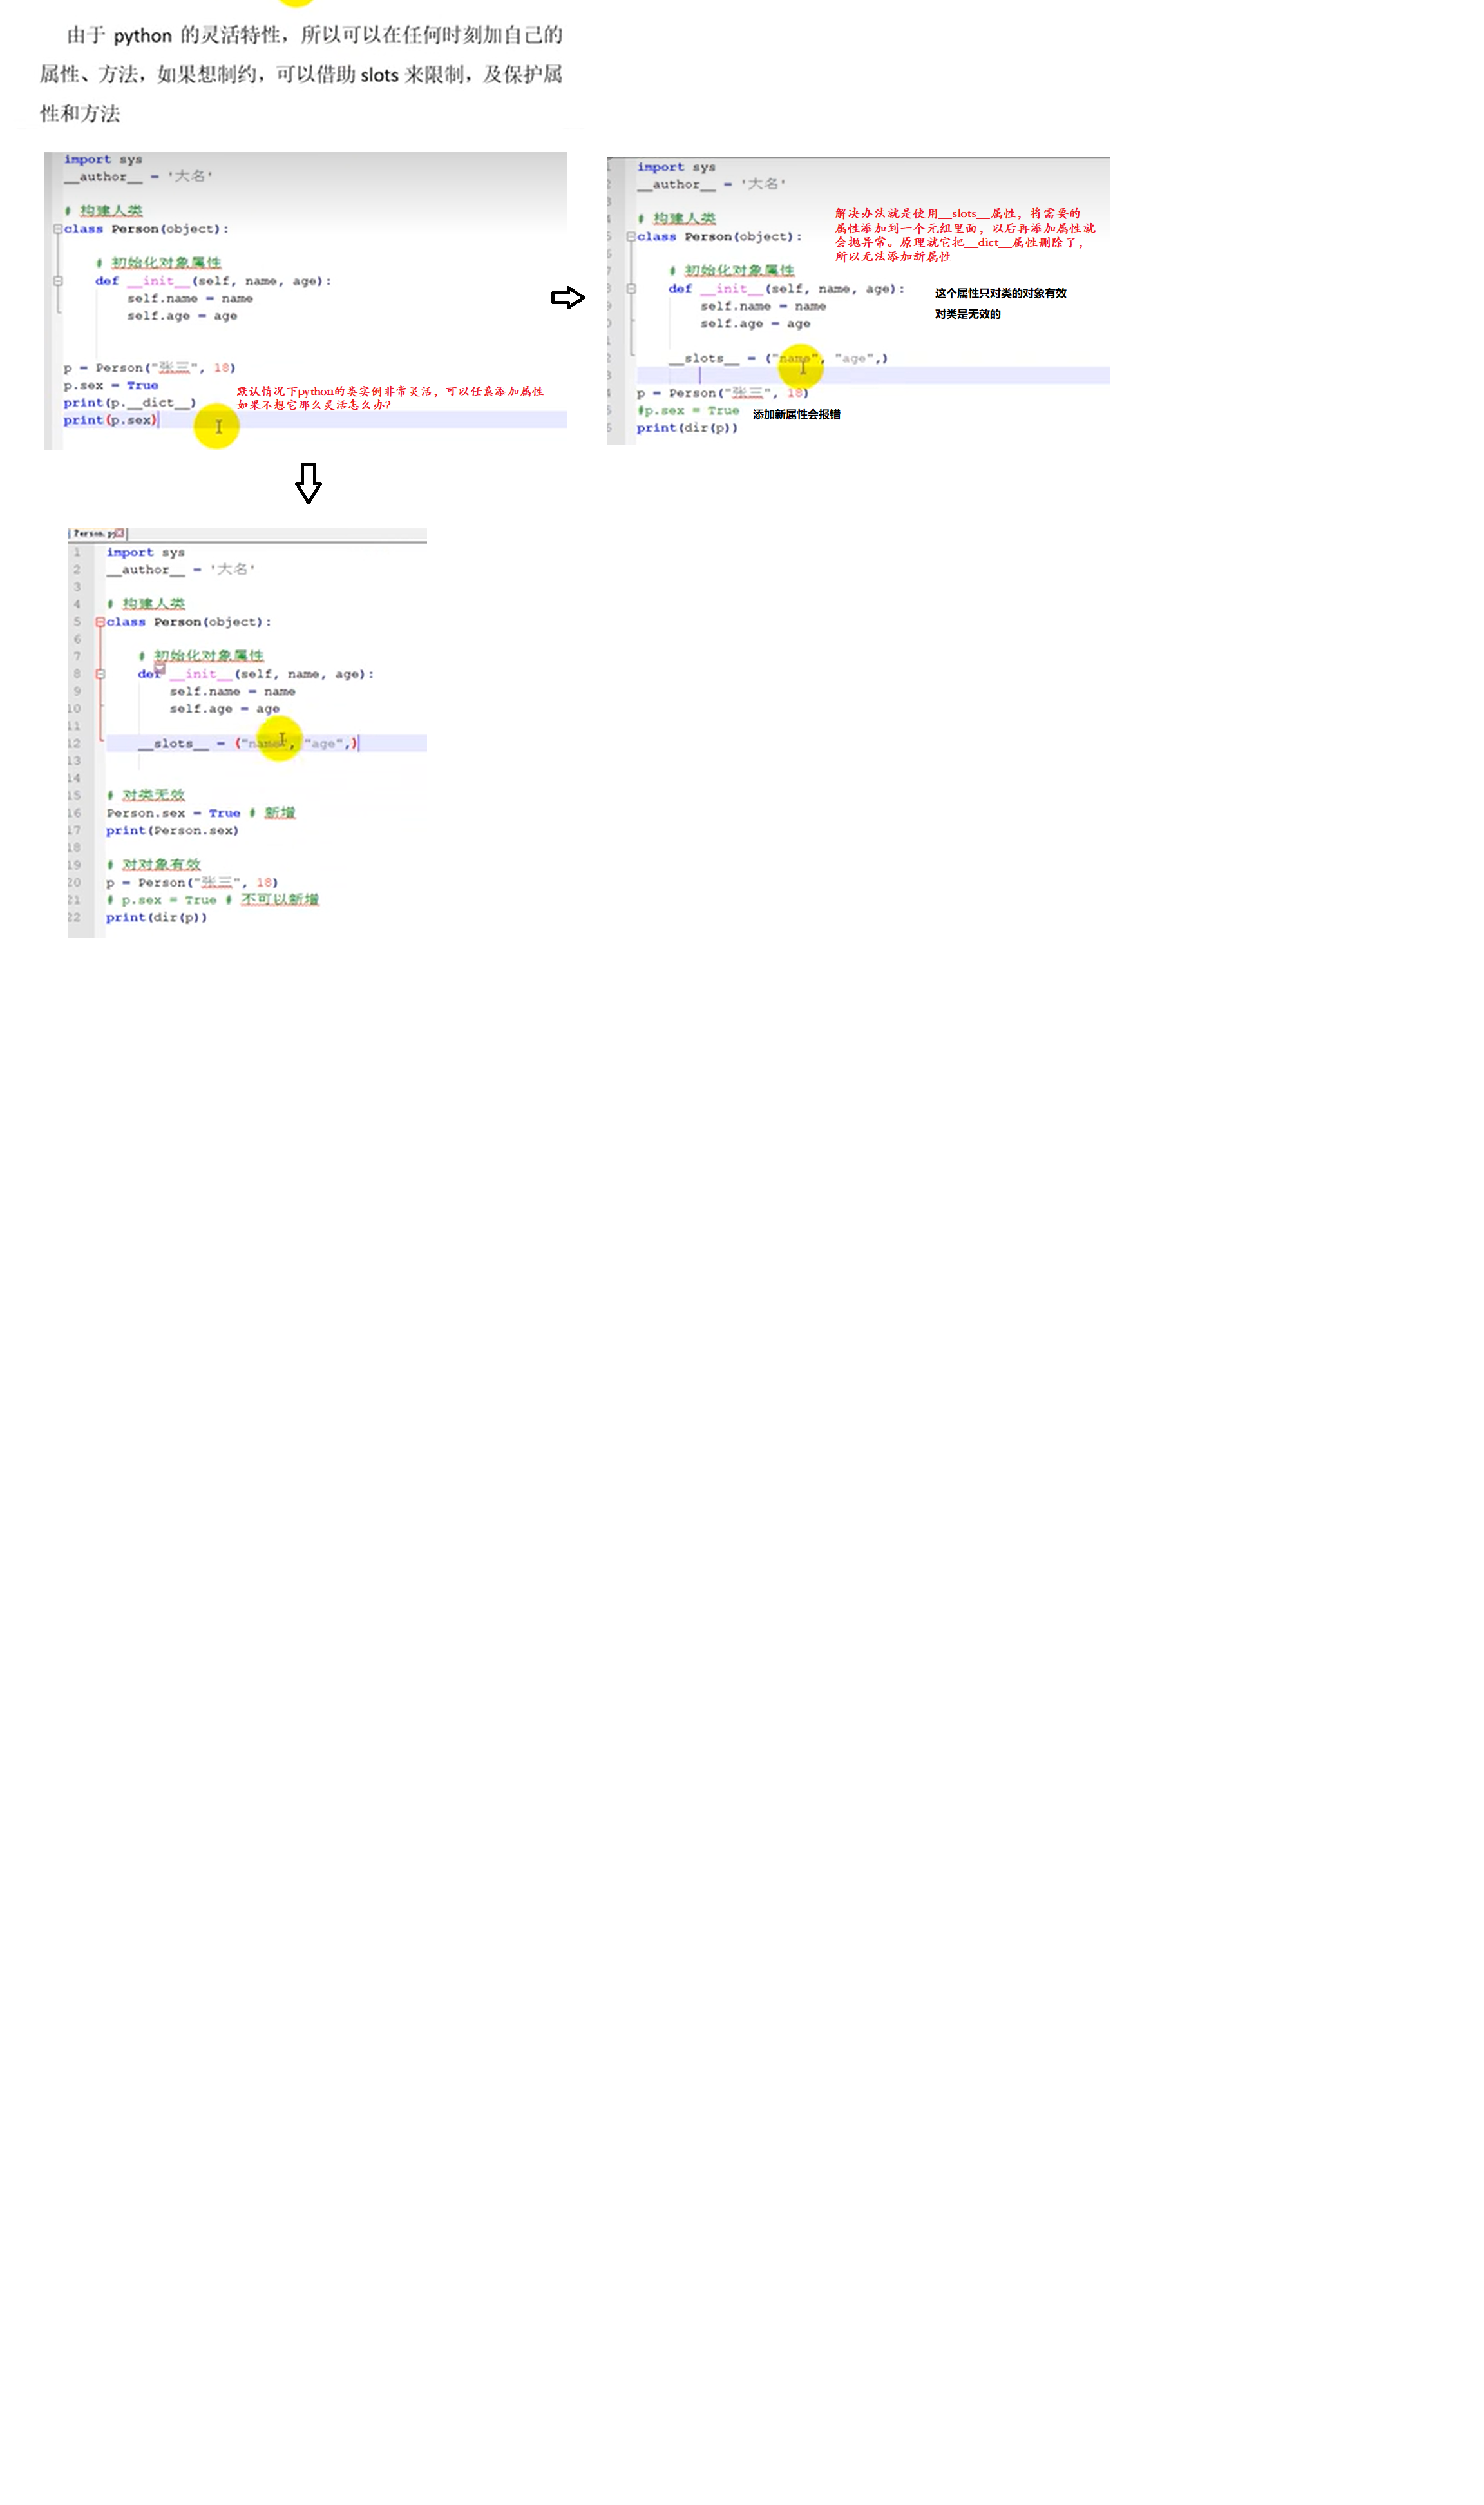 由于 python 的灵活特性，所以可以在任何时刻加自己的
属性、方法，如果想制约，可以借助 slots 来限制，及保护属
性和方法
import sys
__author__ = '大名'
# 构建人类
class Person(object):
# 初始化对象属性
def __init__(self, name, age):
self.name = name
self.age = age
p = Person("张三", 18)
p.sex = True
print(p.__dict__)
print(p.sex)
默认情况下python的类实例非常灵活，可以任意添加属性
如果不想它那么灵活怎么办？
1 import sys
2 __author__ = '大名'
3
4 # 构建人类
5 class Person(object):
6
7 # 初始化对象属性
8 def __init__(self, name, age):
9 self.name = name
0 self.age = age
1
2 __slots__ = ("name", "age",)
3
4 p = Person("张三", 18)
5 #p.sex = True
6 print(dir(p))
解决办法就是使用__slots__属性，将需要的
属性添加到一个元组里面，以后再添加属性就
会抛异常。原理就它把__dict__属性删除了，
所以无法添加新属性
这个属性只对类的对象有效
对类是无效的
添加新属性会报错
Person.py
1 import sys
2 __author__ = '大名'
3
4 # 构建人类
5 class Person(object):
6
7 # 初始化对象属性
8 def __init__(self, name, age):
9 self.name = name
10 self.age = age
11
12 __slots__ = ("name", "age",)
13
14
15 # 对类无效
16 Person.sex = True # 新增
17 print(Person.sex)
18
19 # 对对象有效
20 p = Person("张三", 18)
21 # p.sex = True # 不可以新增
22 print(dir(p))